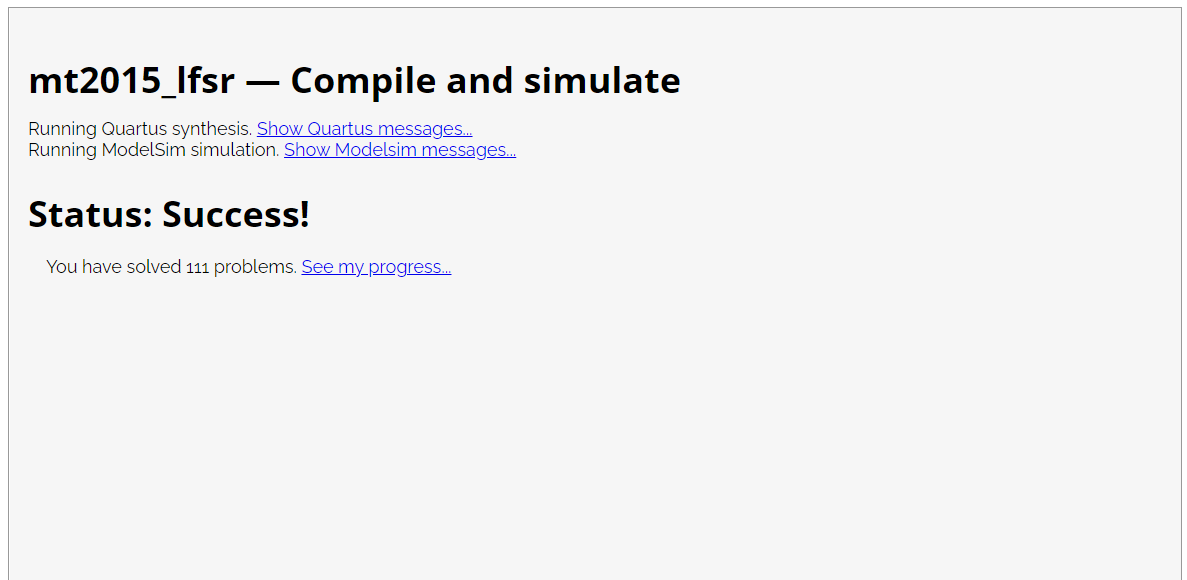 mt2015_lfsr — Compile and simulate
Running Quartus synthesis. Show Quartus messages...
Running ModelSim simulation. Show Modelsim messages...
Status: Success!
You have solved 111 problems. See my progress...